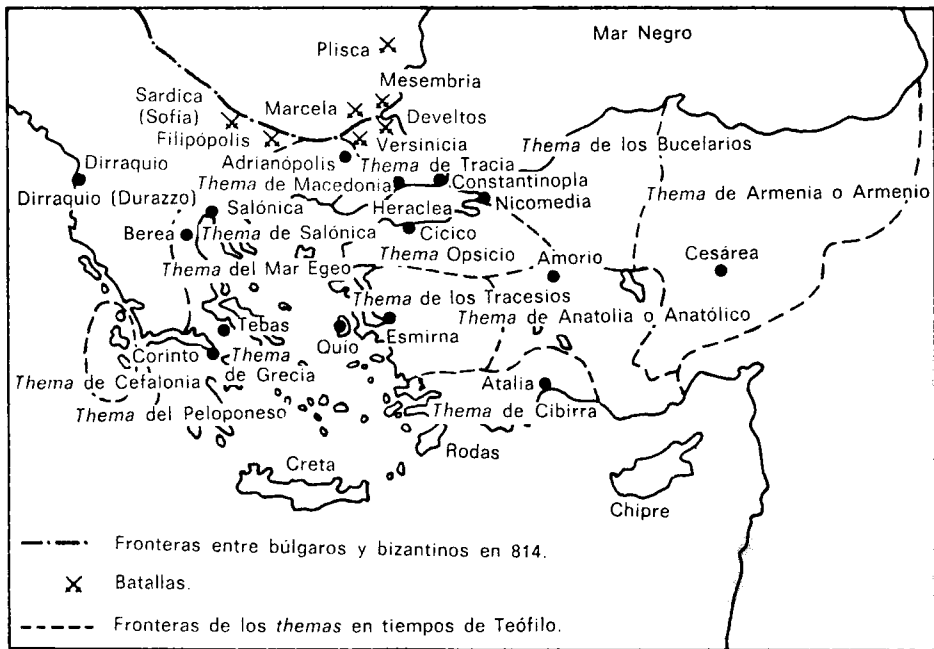 Mar Negro
Plisca
Mesembria
Sardica
(Sofía)
Marcela
Develtos
Filipópolis
Versinicia
Adrianópolis
Thema de Tracia
Thema de los Bucelarios
Dirraquio
Dirraquio (Durazzo)
Thema de Macedonia
Constantinopla
Thema de Armenia o Armenio
Salónica
Heraclea
Nicomedia
Berea
Thema de Salónica
Cícico
Thema Opsicio
Amorio
Cesárea
Thema del Mar Egeo
Thema de los Tracesios
Thema de Anatolia o Anatólico
Tebas
Quío
Esmirna
Corinto
Thema
de Grecia
Thema de Cefalonia
Atalia
Thema del Peloponeso
Thema de Cibirra
Rodas
Creta
Chipre
Fronteras entre búlgaros y bizantinos en 814.
Batallas.
Fronteras de los themas en tiempos de Teófilo.